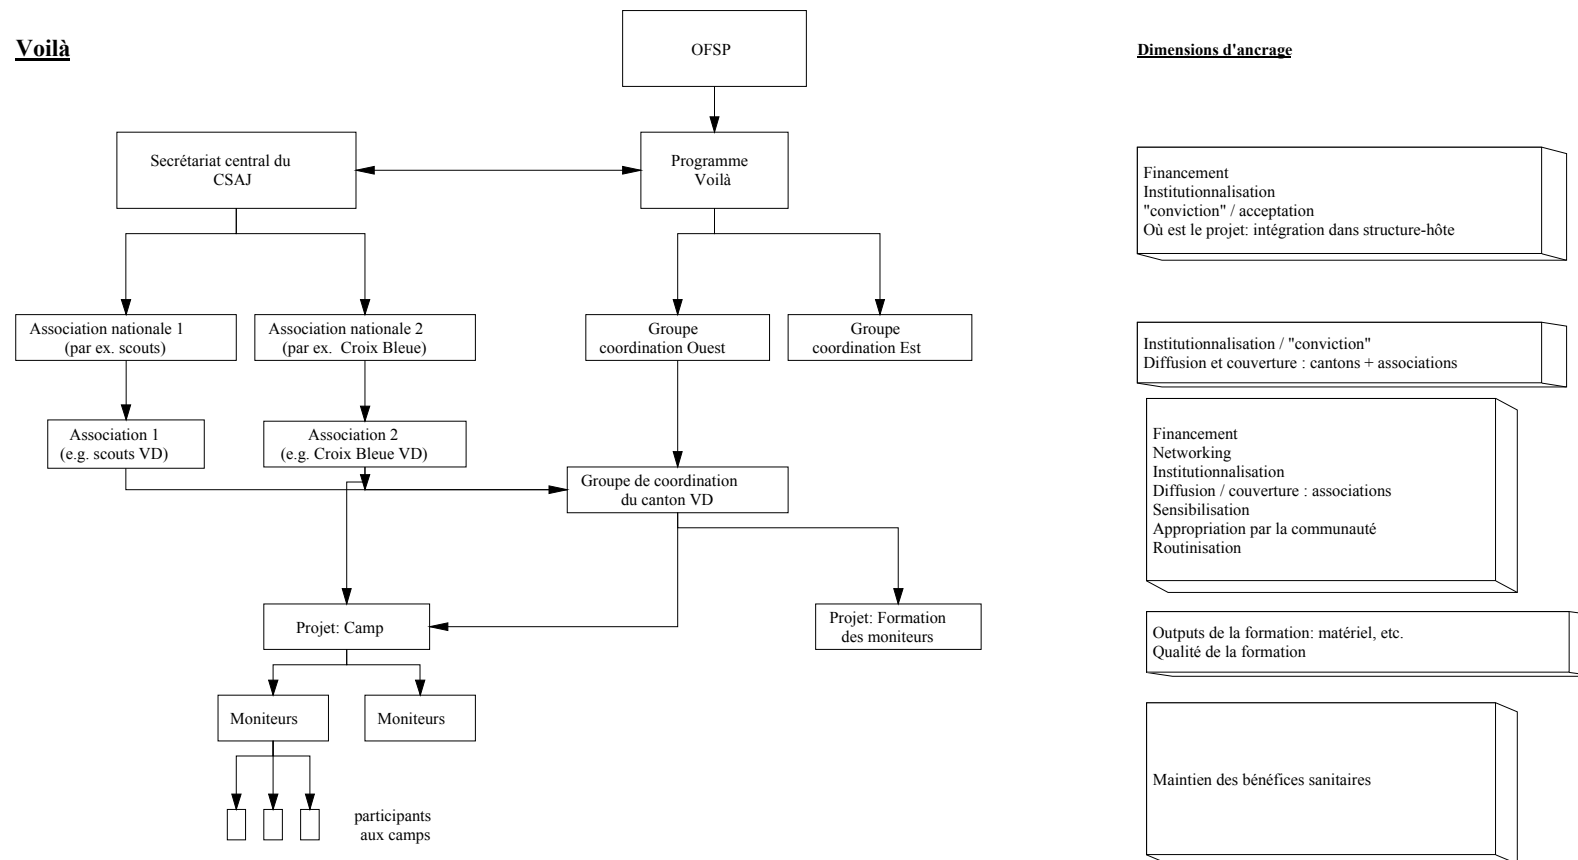 Voilà
OFSP
Dimensions d'ancrage
Secrétariat central du
CSAJ
Programme
Voilà
Financement
Institutionnalisation
"conviction" / acceptation
Où est le projet: intégration dans structure-hôte
Association nationale 1
(par ex. scouts)
Association nationale 2
(par ex. Croix Bleue)
Groupe
coordination Ouest
Groupe
coordination Est
Institutionnalisation / "conviction"
Diffusion et couverture : cantons + associations
Association 1
(e.g. scouts VD)
Association 2
(e.g. Croix Bleue VD)
Groupe de coordination
du canton VD
Financement
Networking
Institutionnalisation
Diffusion / couverture : associations
Sensibilisation
Appropriation par la communauté
Routinisation
Projet: Camp
Projet: Formation
des moniteurs
Outputs de la formation: matériel, etc.
Qualité de la formation
Moniteurs
Moniteurs
participants
aux camps
Maintien des bénéfices sanitaires